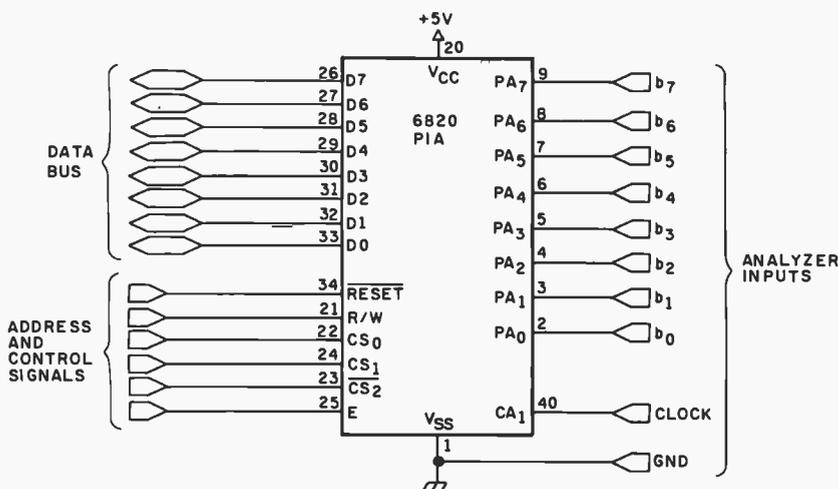 +5V
20
VCC
6820
PIA
DATA
BUS
26 D7
27 D6
28 D5
29 D4
30 D3
31 D2
32 D1
33 D0
ADDRESS
AND
CONTROL
SIGNALS
34 RESET
21 R/W
22 CS0
24 CS1
23 CS2
25 E
PA7 9 b7
PA6 8 b6
PA5 7 b5
PA4 6 b4
PA3 5 b3
PA2 4 b2
PA1 3 b1
PA0 2 b0
CA1 40 CLOCK
VSS
1
GND
ANALYZER
INPUTS